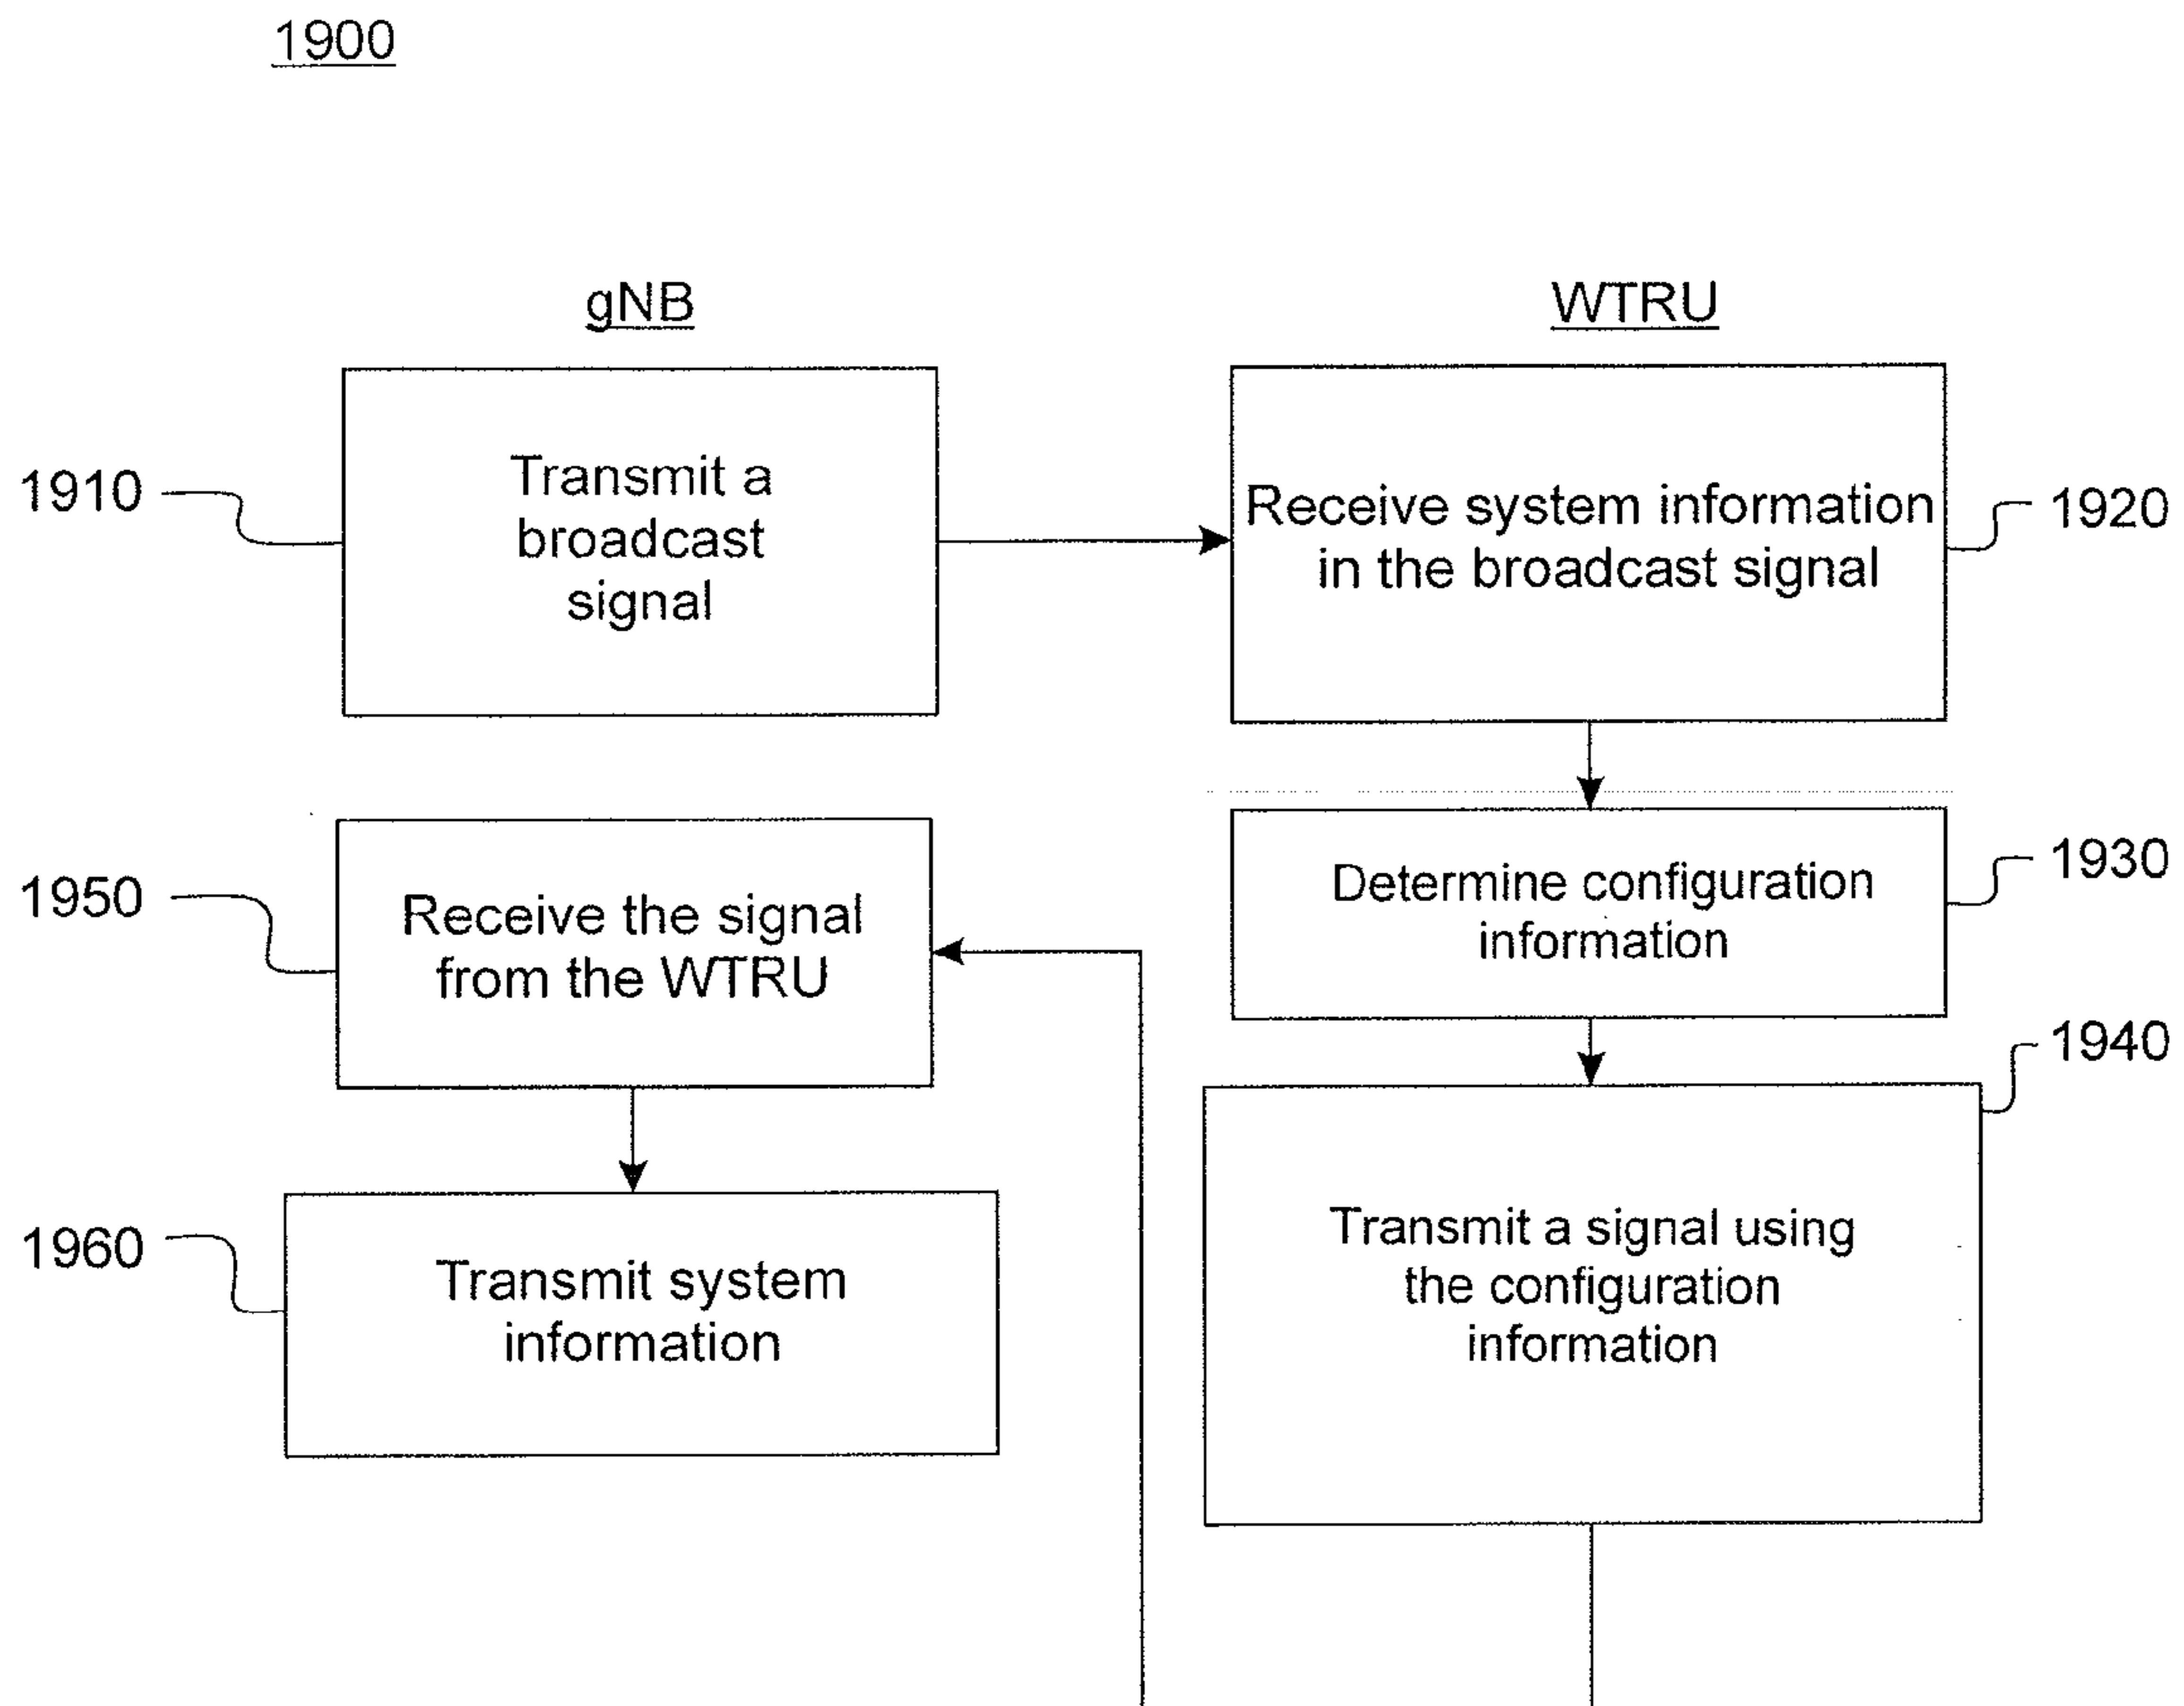 1900
gNB
WTRU
1910
Transmit a
broadcast
signal
Receive system information
in the broadcast signal
1920
1950
Receive the signal
from the WTRU
Determine configuration
information
1930
1940
1960
Transmit system
information
Transmit a signal using
the configuration
information